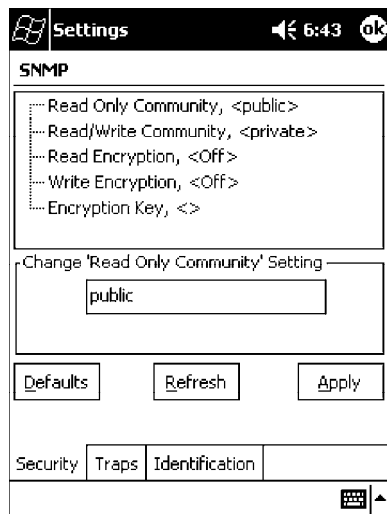 Settings 6:43 ok
SNMP
Read Only Community, <public>
Read/Write Community, <private>
Read Encryption, <Off>
Write Encryption, <Off>
Encryption Key, <>
Change 'Read Only Community' Setting
public
Defaults Refresh Apply
Security Traps Identification